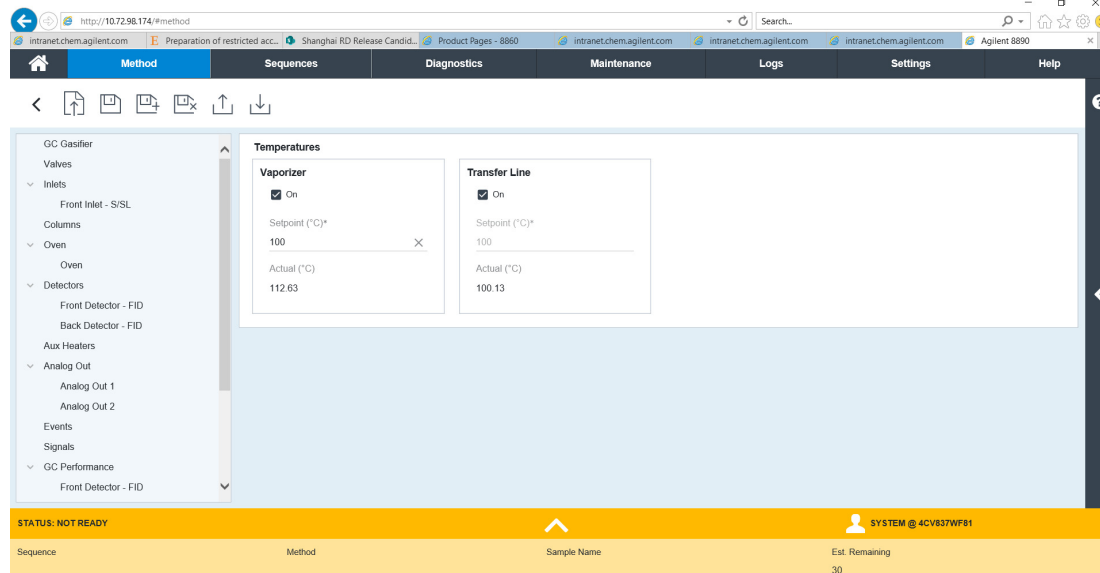 http://10.72.98.174/#method
Search...
intranet.chem.agilent.com
Preparation of restricted acc...
Shanghai RD Release Candid...
Product Pages - 8860
intranet.chem.agilent.com
intranet.chem.agilent.com
intranet.chem.agilent.com
Agilent 8890
Method
Sequences
Diagnostics
Maintenance
Logs
Settings
Help
GC Gasifier
Valves
Inlets
Front Inlet - S/SL
Columns
Oven
Oven
Detectors
Front Detector - FID
Back Detector - FID
Aux Heaters
Analog Out
Analog Out 1
Analog Out 2
Events
Signals
GC Performance
Front Detector - FID
Temperatures
Vaporizer
On
Setpoint (°C)*
100
Actual (°C)
112.63
Transfer Line
On
Setpoint (°C)*
100
Actual (°C)
100.13
STATUS: NOT READY
SYSTEM @ 4CV837WF81
Sequence
Method
Sample Name
Est. Remaining
30